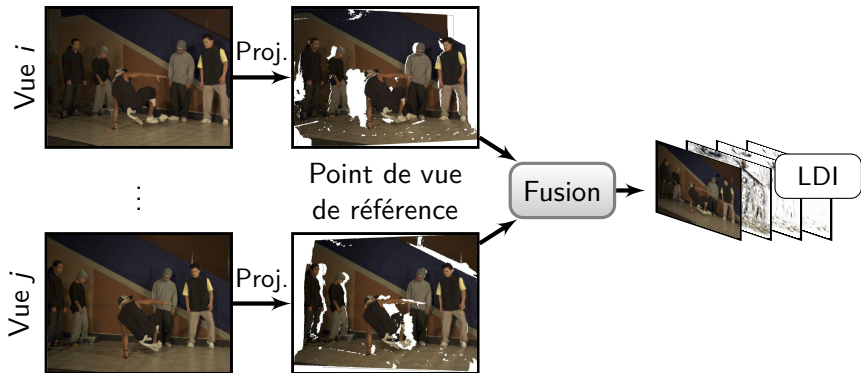 Vue i
Proj.
Point de vue
de référence
⋮
Fusion
LDI
Vue j
Proj.